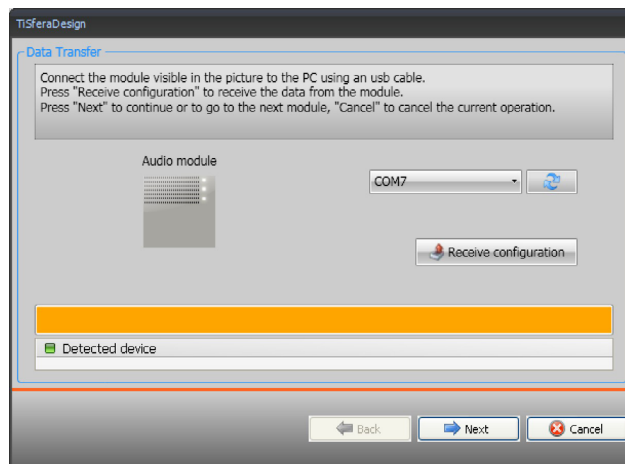 TiSferaDesign
Data Transfer
Connect the module visible in the picture to the PC using an usb cable.
Press "Receive configuration" to receive the data from the module.
Press "Next" to continue or to go to the next module, "Cancel" to cancel the current operation.
Audio module
COM7
Receive configuration
Detected device
Back
Next
Cancel